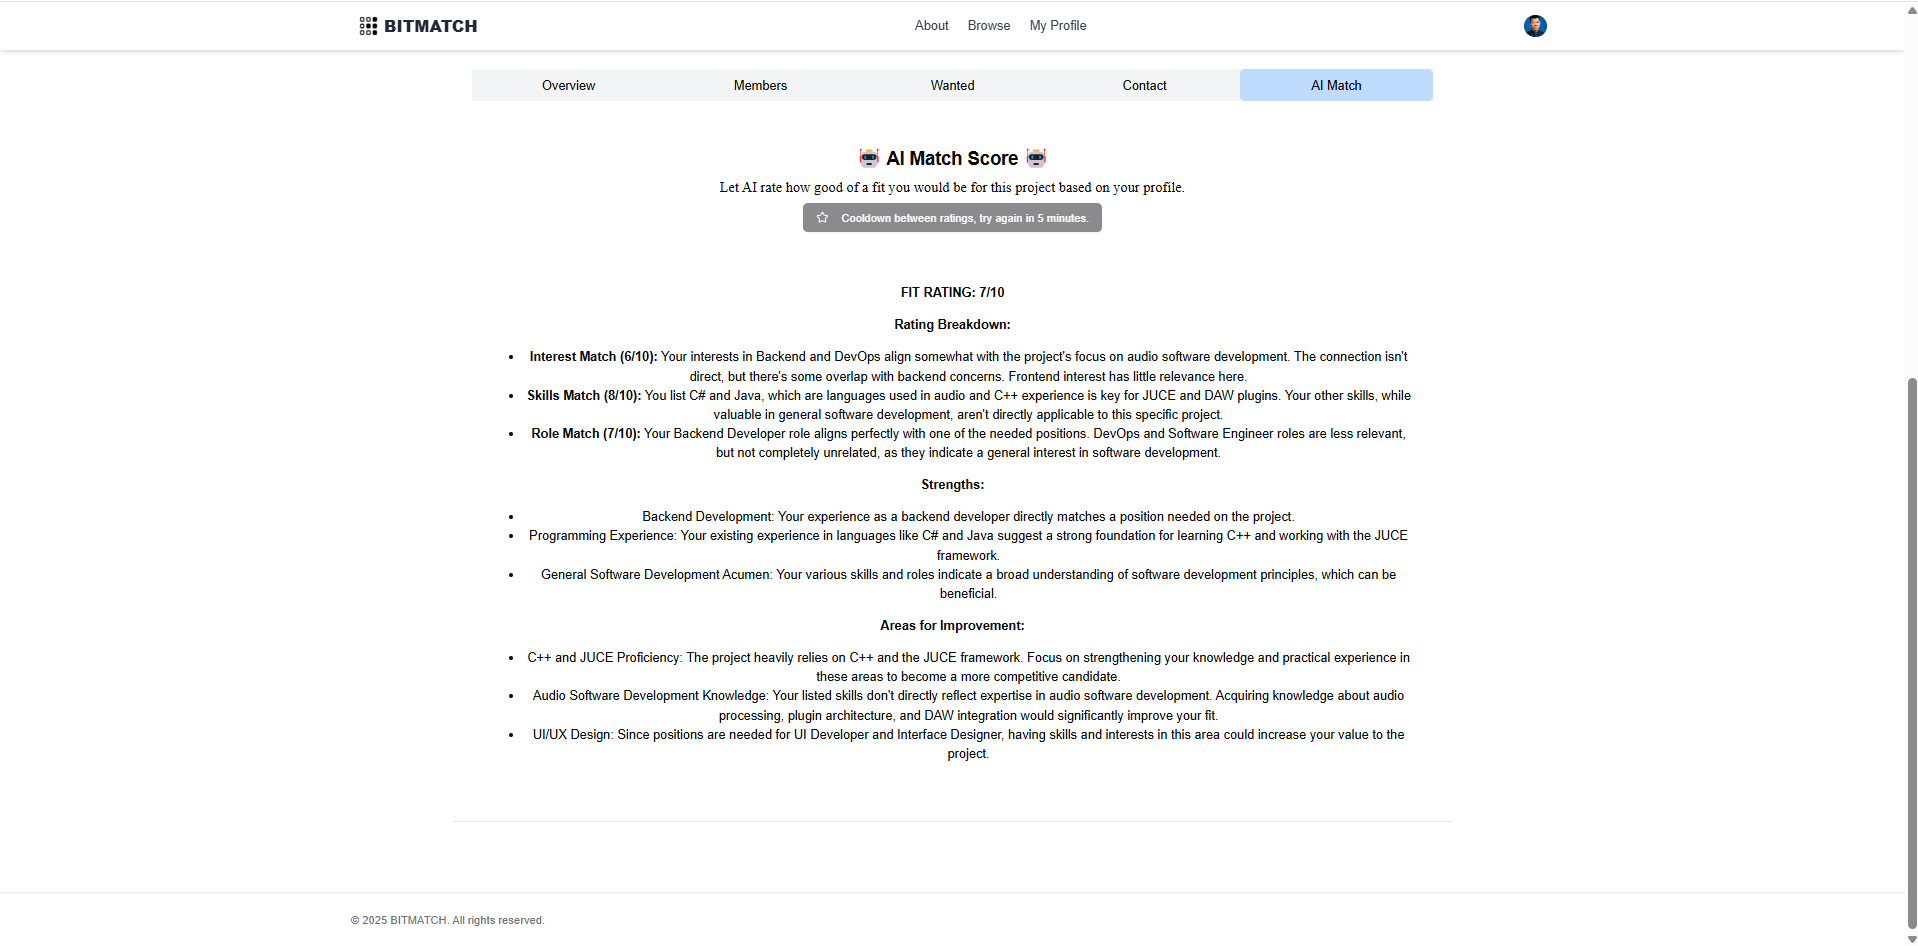 BITMATCH
About Browse My Profile
Overview Members Wanted Contact AI Match
AI Match Score
Let AI rate how good of a fit you would be for this project based on your profile.
Cooldown between ratings, try again in 5 minutes.
FIT RATING: 7/10
Rating Breakdown:
• Interest Match (6/10): Your interests in Backend and DevOps align somewhat with the project's focus on audio software development. The connection isn't
direct, but there's some overlap with backend concerns. Frontend interest has little relevance here.
• Skills Match (8/10): You list C# and Java, which are languages used in audio and C++ experience is key for JUCE and DAW plugins. Your other skills, while
valuable in general software development, aren't directly applicable to this specific project.
• Role Match (7/10): Your Backend Developer role aligns perfectly with one of the needed positions. DevOps and Software Engineer roles are less relevant,
but not completely unrelated, as they indicate a general interest in software development.
Strengths:
• Backend Development: Your experience as a backend developer directly matches a position needed on the project.
• Programming Experience: Your existing experience in languages like C# and Java suggest a strong foundation for learning C++ and working with the JUCE
framework.
• General Software Development Acumen: Your various skills and roles indicate a broad understanding of software development principles, which can be
beneficial.
Areas for Improvement:
• C++ and JUCE Proficiency: The project heavily relies on C++ and the JUCE framework. Focus on strengthening your knowledge and practical experience in
these areas to become a more competitive candidate.
• Audio Software Development Knowledge: Your listed skills don't directly reflect expertise in audio software development. Acquiring knowledge about audio
processing, plugin architecture, and DAW integration would significantly improve your fit.
• UI/UX Design: Since positions are needed for UI Developer and Interface Designer, having skills and interests in this area could increase your value to the
project.
© 2025 BITMATCH. All rights reserved.